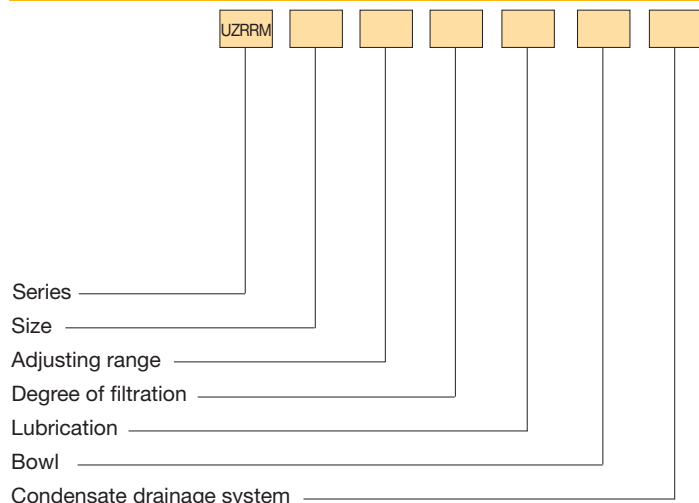 UZRRM
Series
Size
Adjusting range
Degree of filtration
Lubrication
Bowl
Condensate drainage system